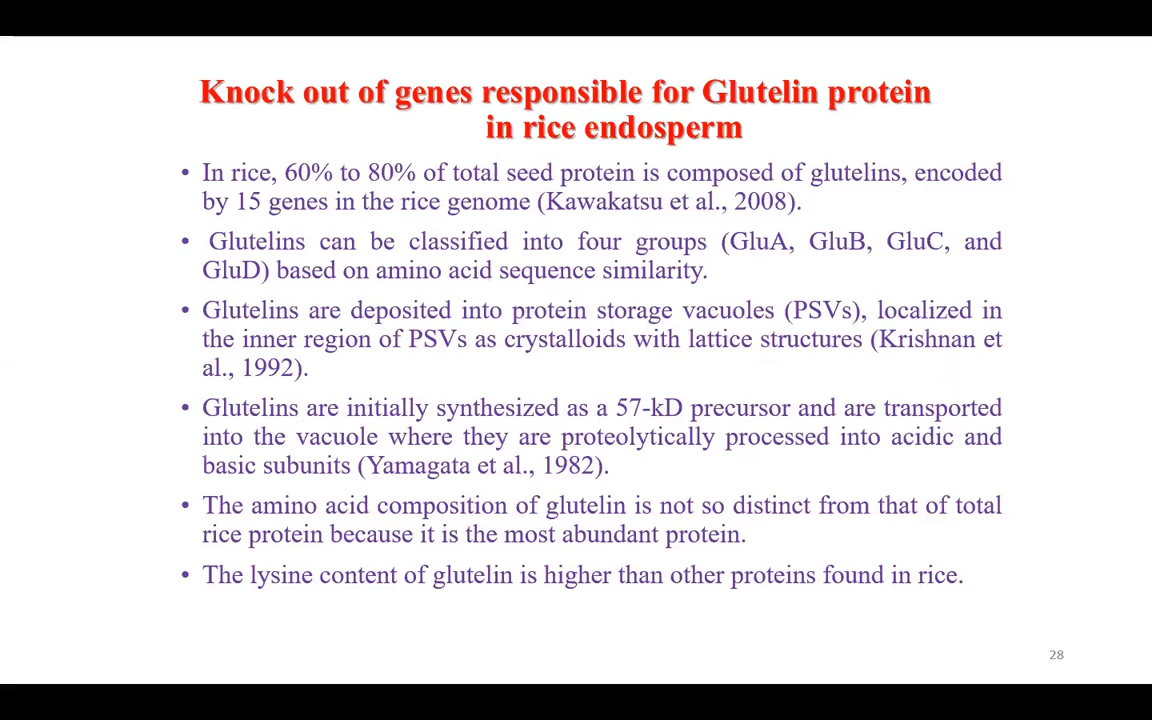 Knock out of genes responsible for Glutelin protein
in rice endosperm
• In rice, 60% to 80% of total seed protein is composed of glutelins, encoded
by 15 genes in the rice genome (Kawakatsu et al., 2008).
• Glutelins can be classified into four groups (GluA, GluB, GluC, and
GluD) based on amino acid sequence similarity.
• Glutelins are deposited into protein storage vacuoles (PSVs), localized in
the inner region of PSVs as crystalloids with lattice structures (Krishnan et
al., 1992).
• Glutelins are initially synthesized as a 57-kD precursor and are transported
into the vacuole where they are proteolytically processed into acidic and
basic subunits (Yamagata et al., 1982).
• The amino acid composition of glutelin is not so distinct from that of total
rice protein because it is the most abundant protein.
• The lysine content of glutelin is higher than other proteins found in rice.
28